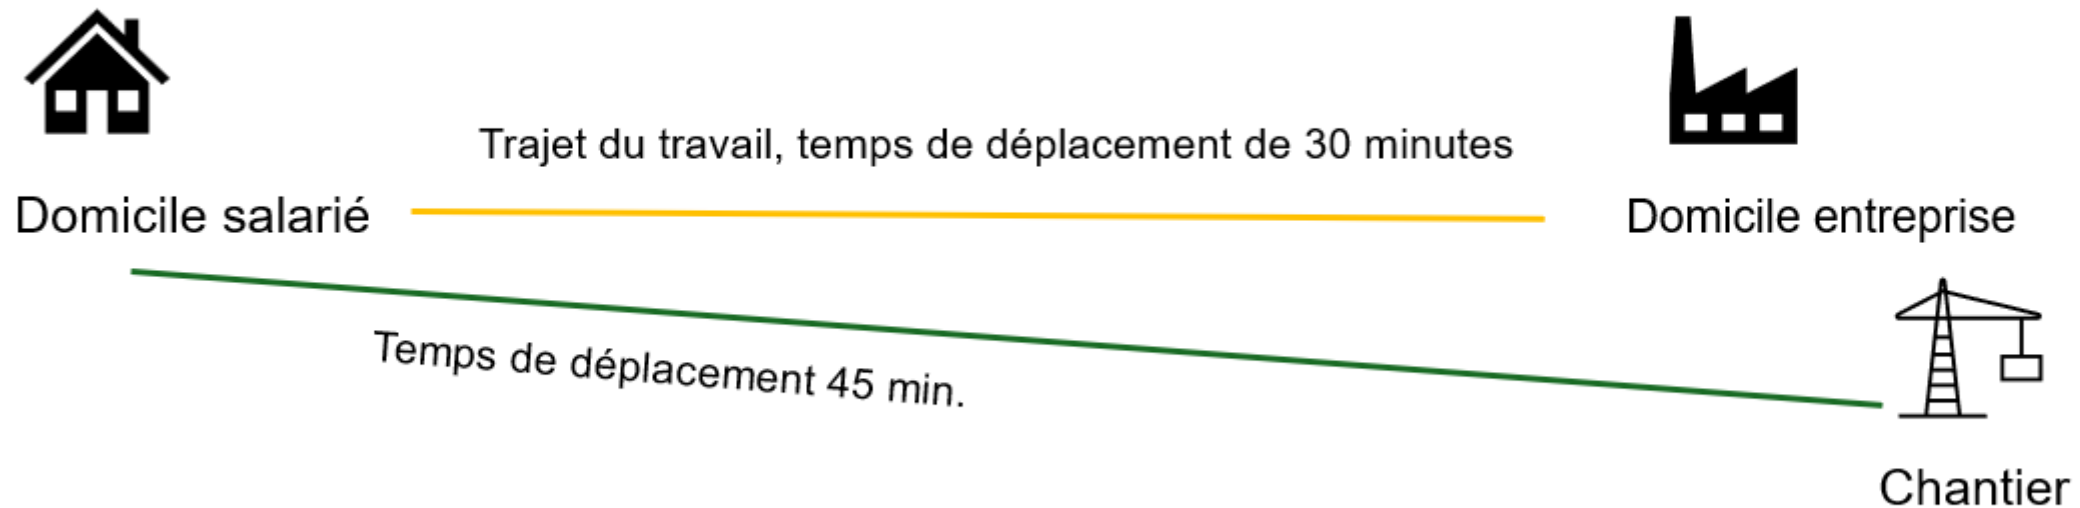 Trajet du travail, temps de déplacement de 30 minutes
Domicile salarié
Domicile entreprise
Temps de déplacement 45 min.
Chantier